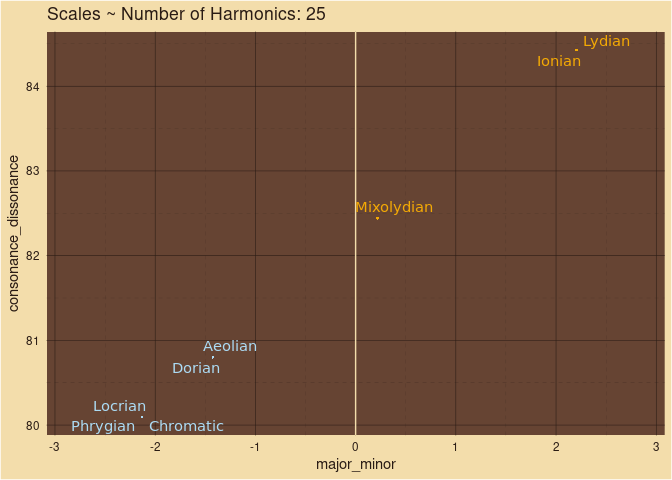 Scales ~ Number of Harmonics: 25
Lydian
Ionian
84
83
Mixolydian
82
consonance_dissonance
81
Aeolian
Dorian
Locrian
Phrygian Chromatic
80
-3 -2 -1 0 1 2 3
major_minor